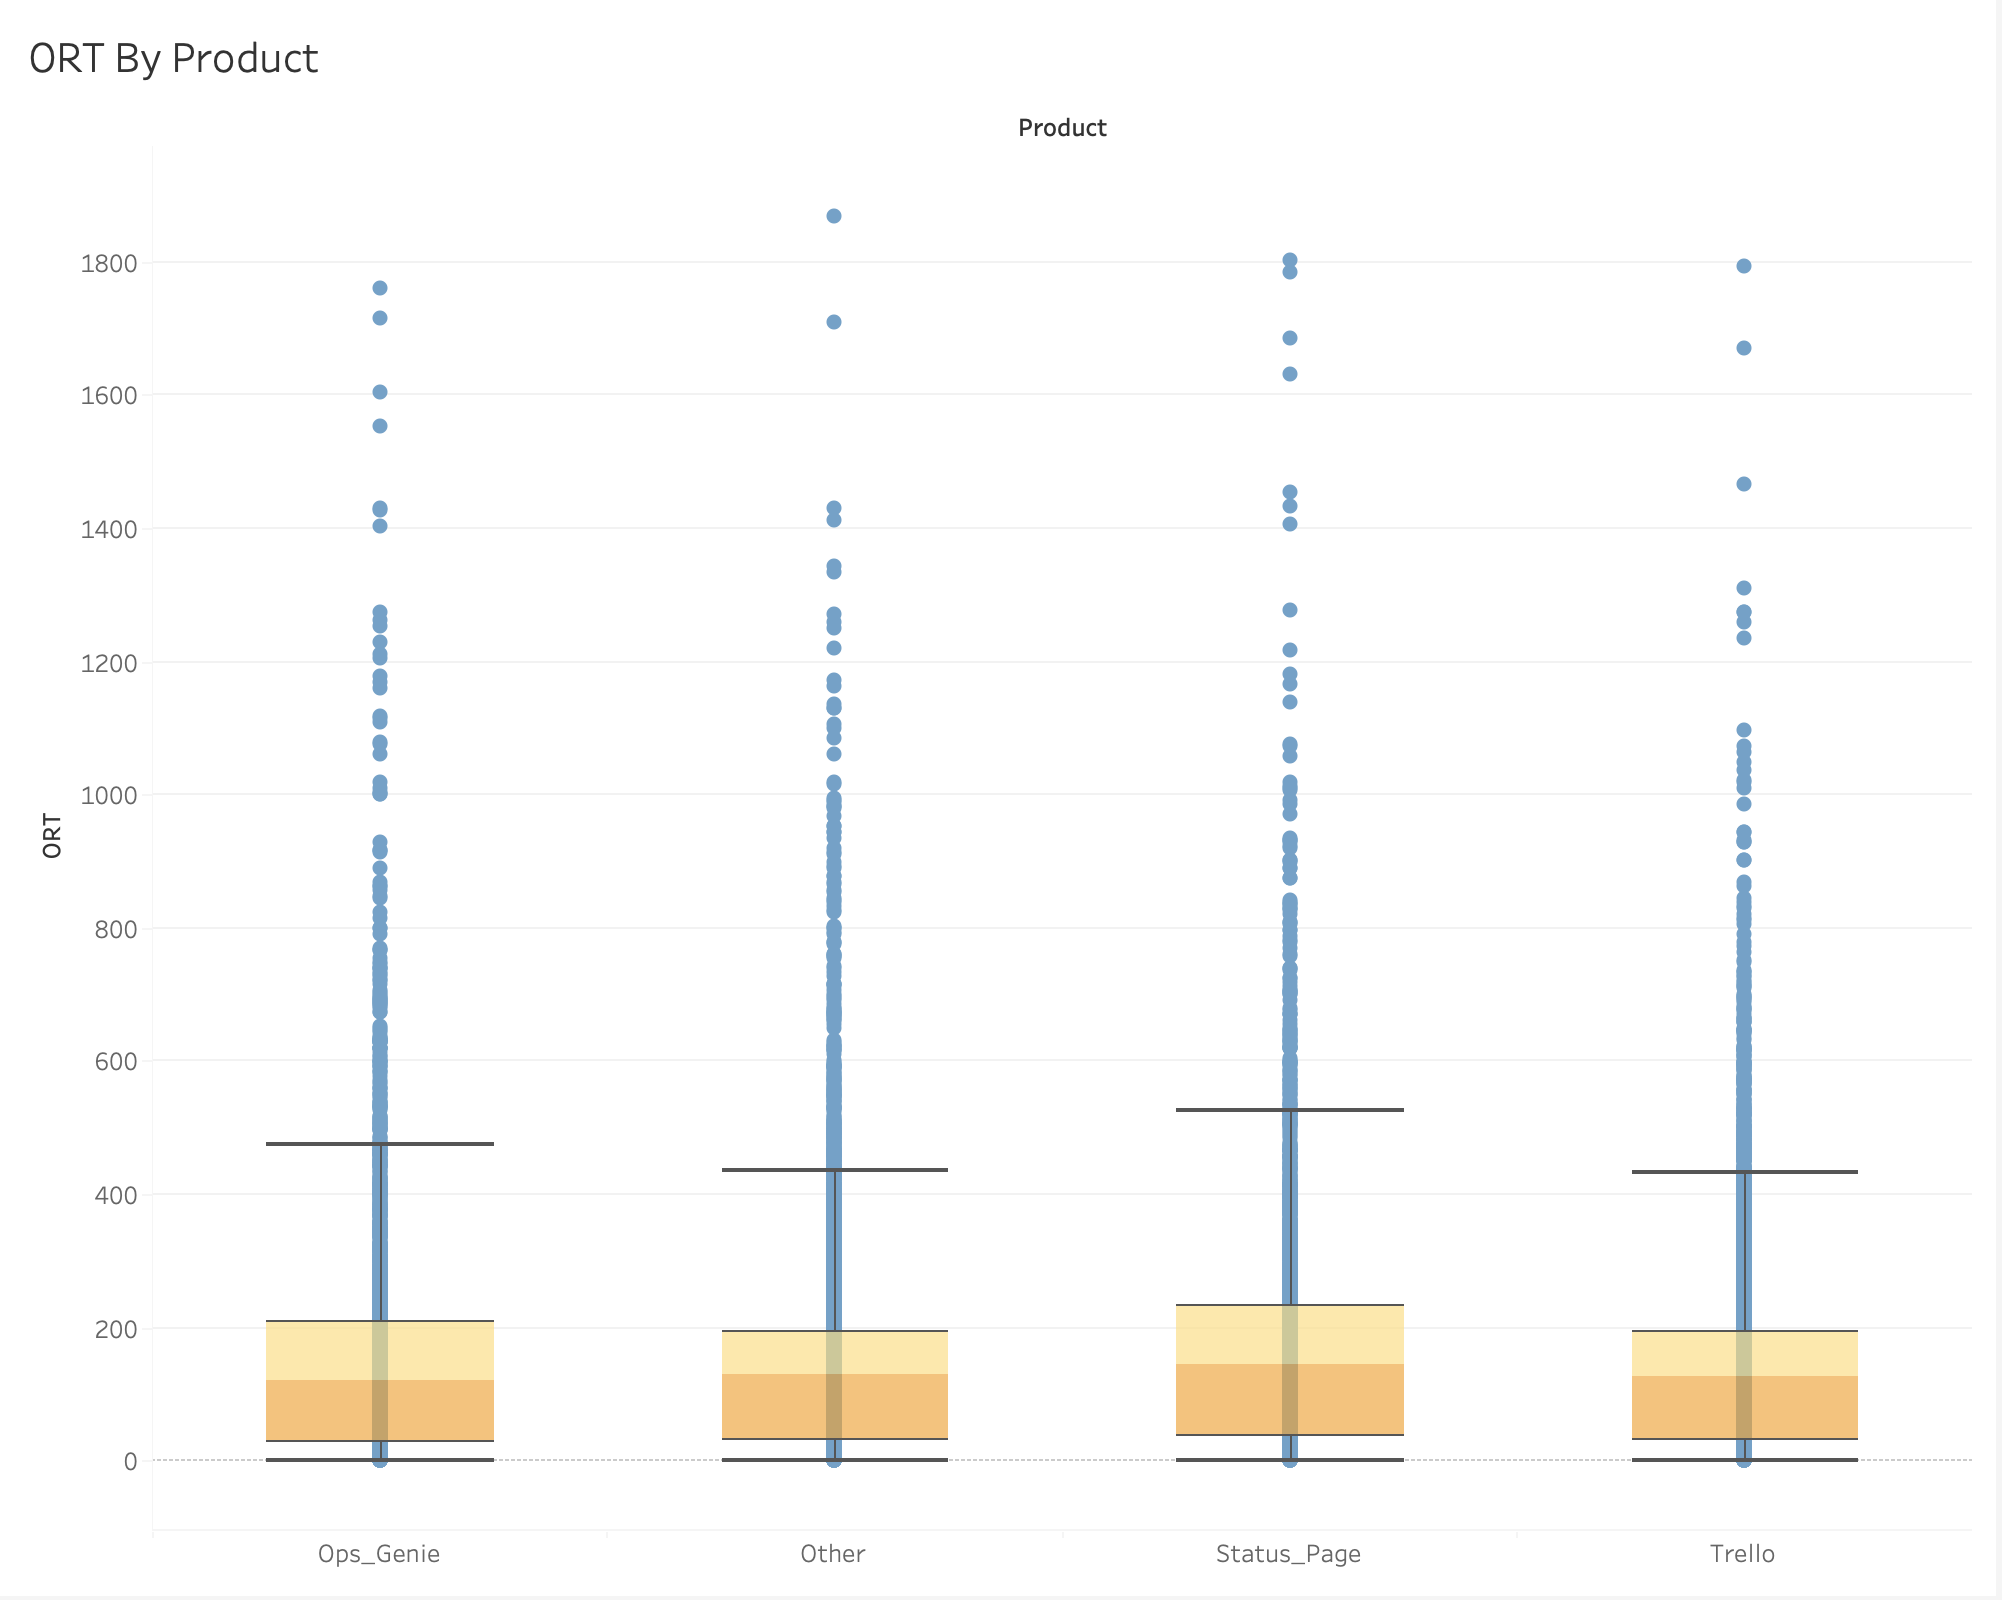 ORT By Product
Product
1800
1600
1400
1200
1000
800
600
400
200
0
ORT
Ops_Genie
Other
Status_Page
Trello